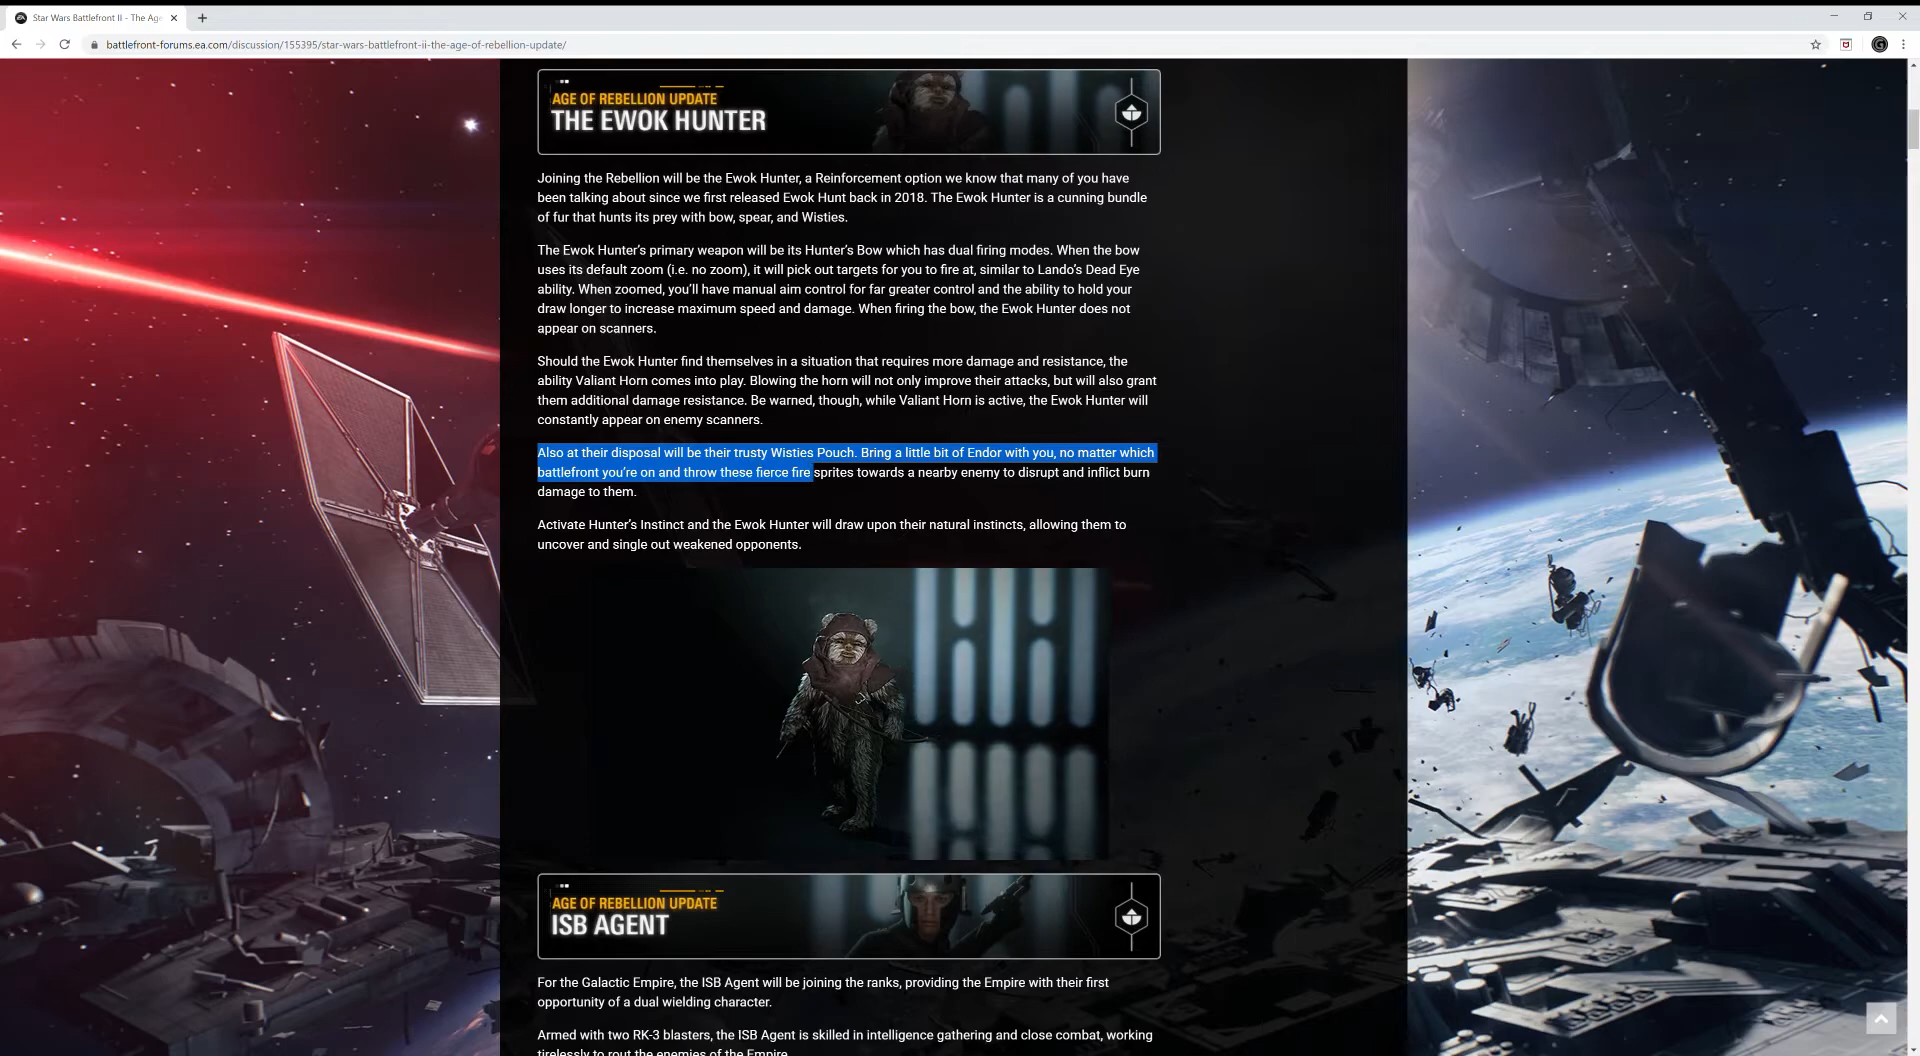 Star Wars Battlefront II - The Age
battlefront-forums.ea.com/discussion/155395/star-wars-battlefront-ii-the-age-of-rebellion-update/
AGE OF REBELLION UPDATE
THE EWOK HUNTER
Joining the Rebellion will be the Ewok Hunter, a Reinforcement option we know that many of you have
been talking about since we first released Ewok Hunt back in 2018. The Ewok Hunter is a cunning bundle
of fur that hunts its prey with bow, spear, and Wisties.
The Ewok Hunter's primary weapon will be its Hunter's Bow which has dual firing modes. When the bow
uses its default zoom (i.e. no zoom), it will pick out targets for you to fire at, similar to Lando's Dead Eye
ability. When zoomed, you'll have manual aim control for far greater control and the ability to hold your
draw longer to increase maximum speed and damage. When firing the bow, the Ewok Hunter does not
appear on scanners.
Should the Ewok Hunter find themselves in a situation that requires more damage and resistance, the
ability Valiant Horn comes into play. Blowing the horn will not only improve their attacks, but will also grant
them additional damage resistance. Be warned, though, while Valiant Horn is active, the Ewok Hunter will
constantly appear on enemy scanners.
Also at their disposal will be their trusty Wisties Pouch. Bring a little bit of Endor with you, no matter which
battlefront you're on and throw these fierce fire sprites towards a nearby enemy to disrupt and inflict burn
damage to them.
Activate Hunter's Instinct and the Ewok Hunter will draw upon their natural instincts, allowing them to
uncover and single out weakened opponents.
AGE OF REBELLION UPDATE
ISB AGENT
For the Galactic Empire, the ISB Agent will be joining the ranks, providing the Empire with their first
opportunity of a dual wielding character.
Armed with two RK-3 blasters, the ISB Agent is skilled in intelligence gathering and close combat, working
tirelessly to rout the enemies of the Empire.